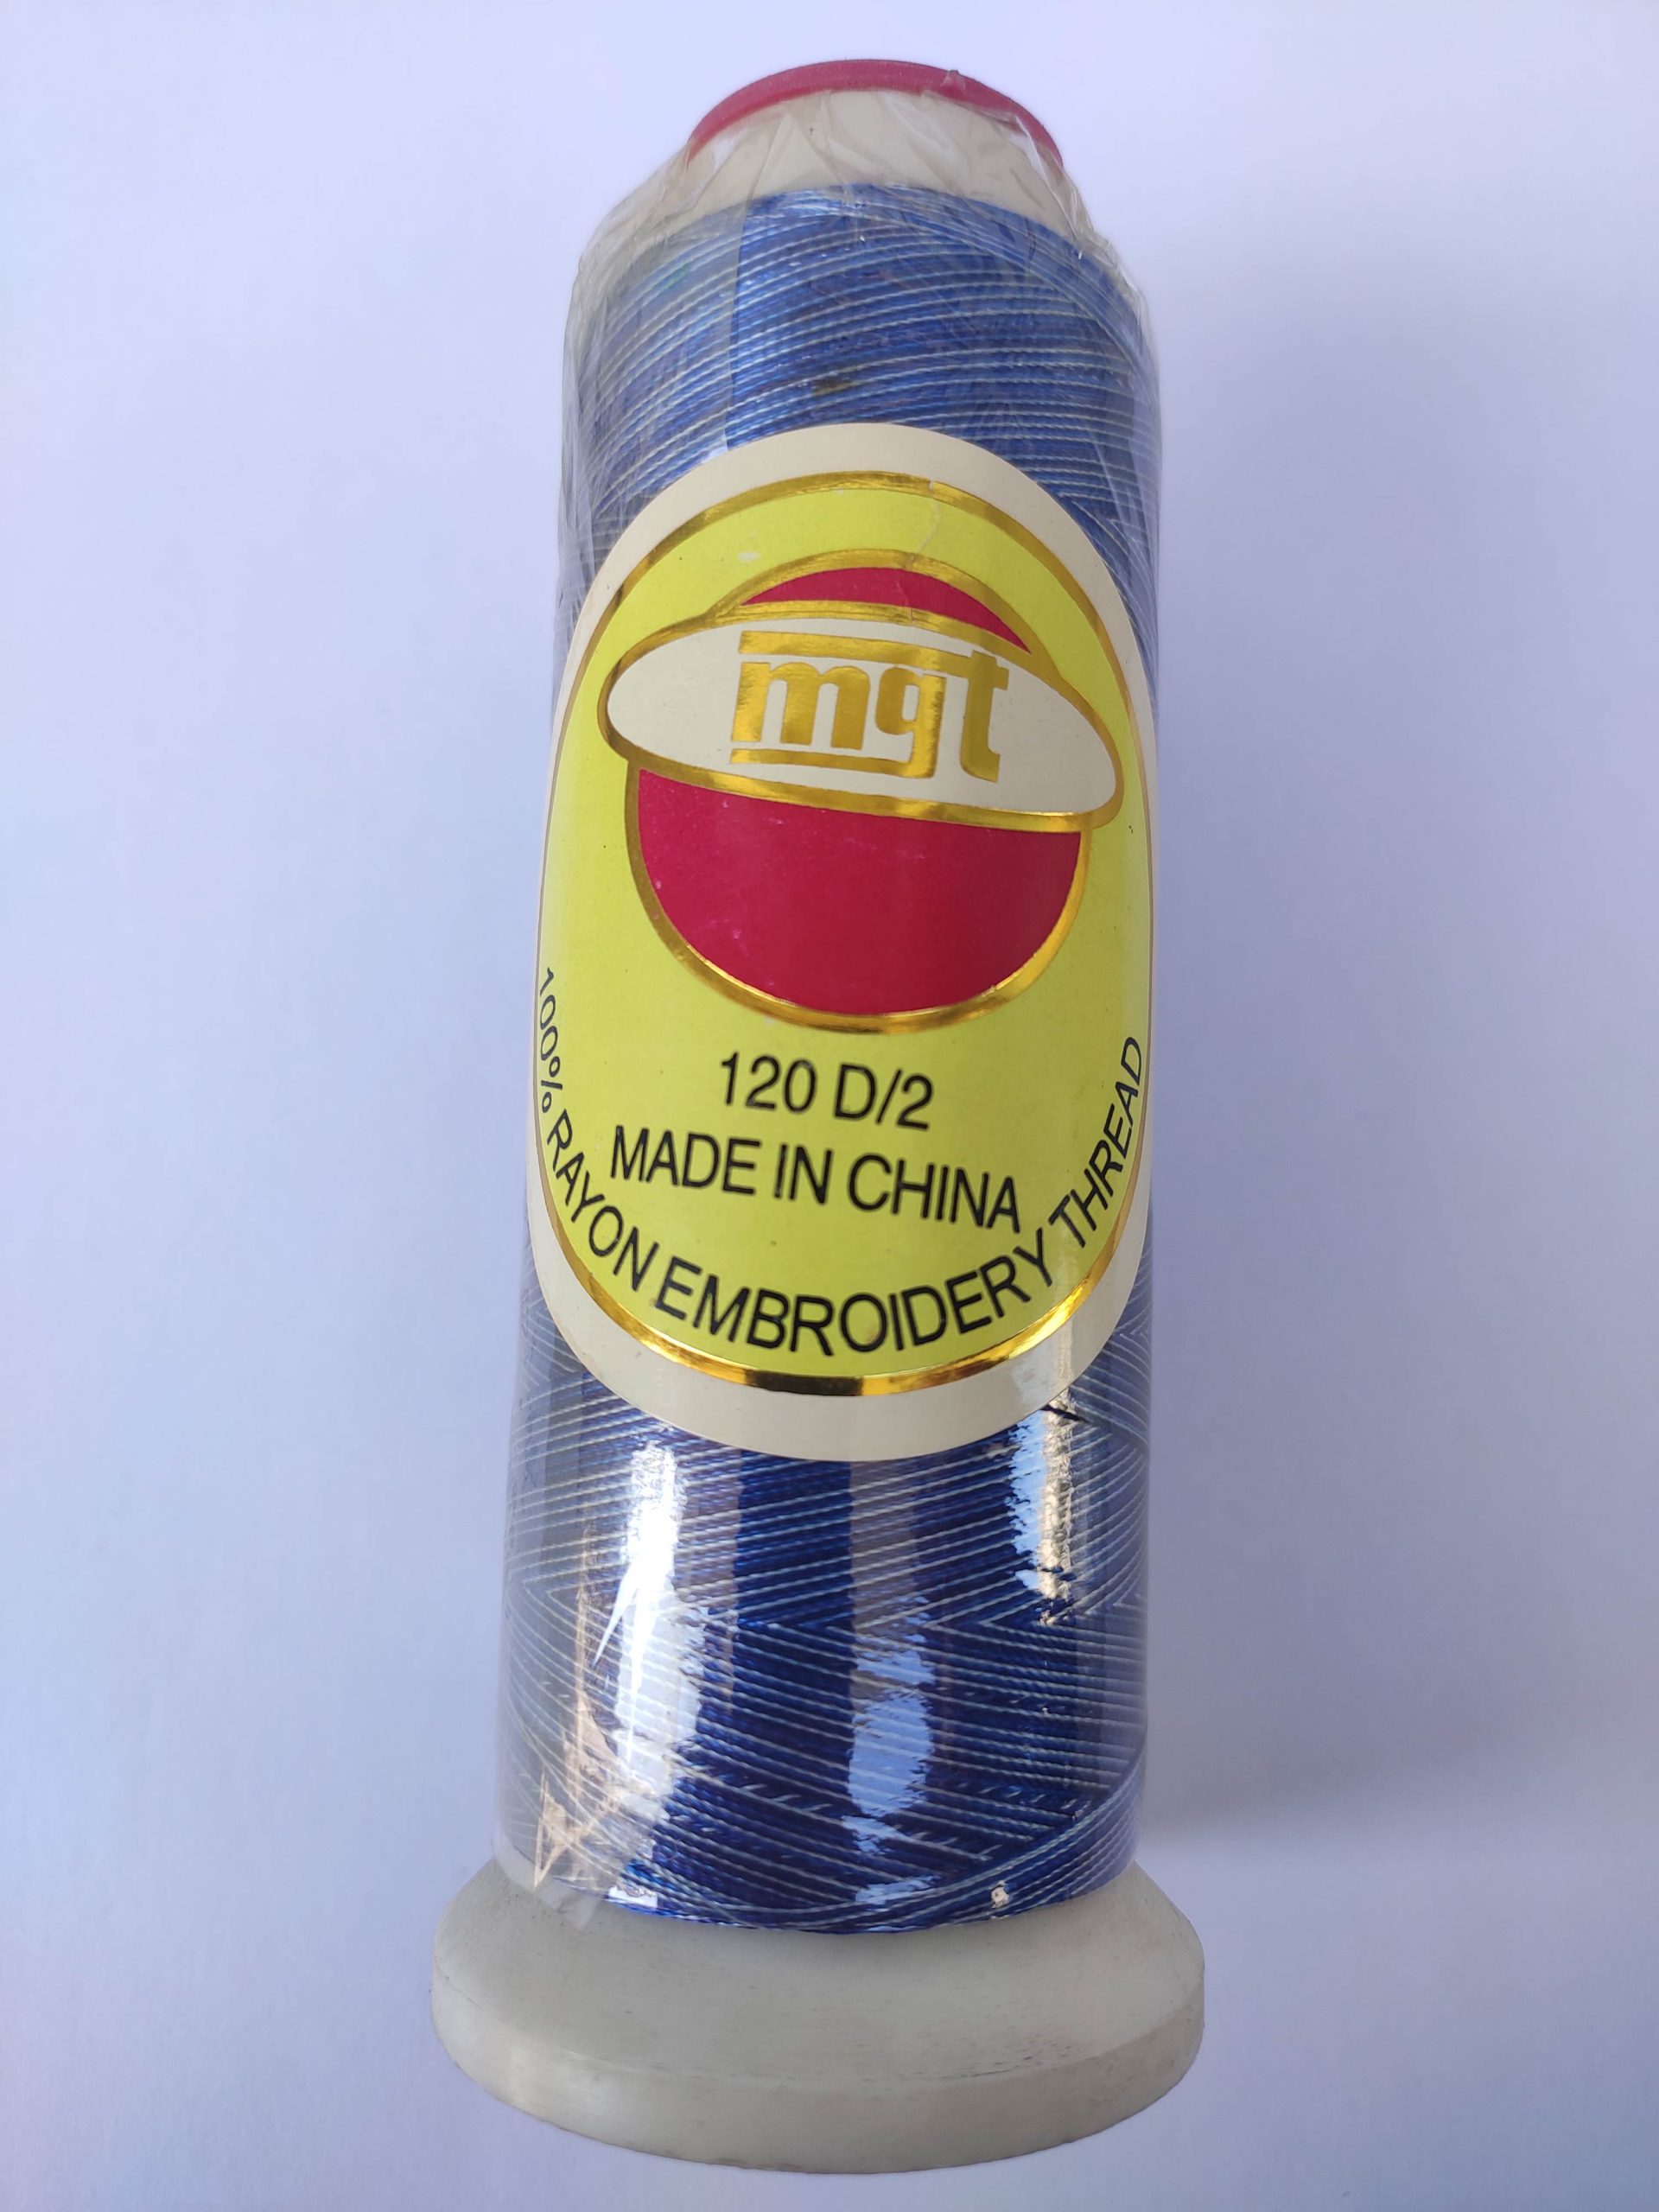 mgt
120 D/2
MADE IN CHINA
100% RAYON EMBROIDERY THREAD